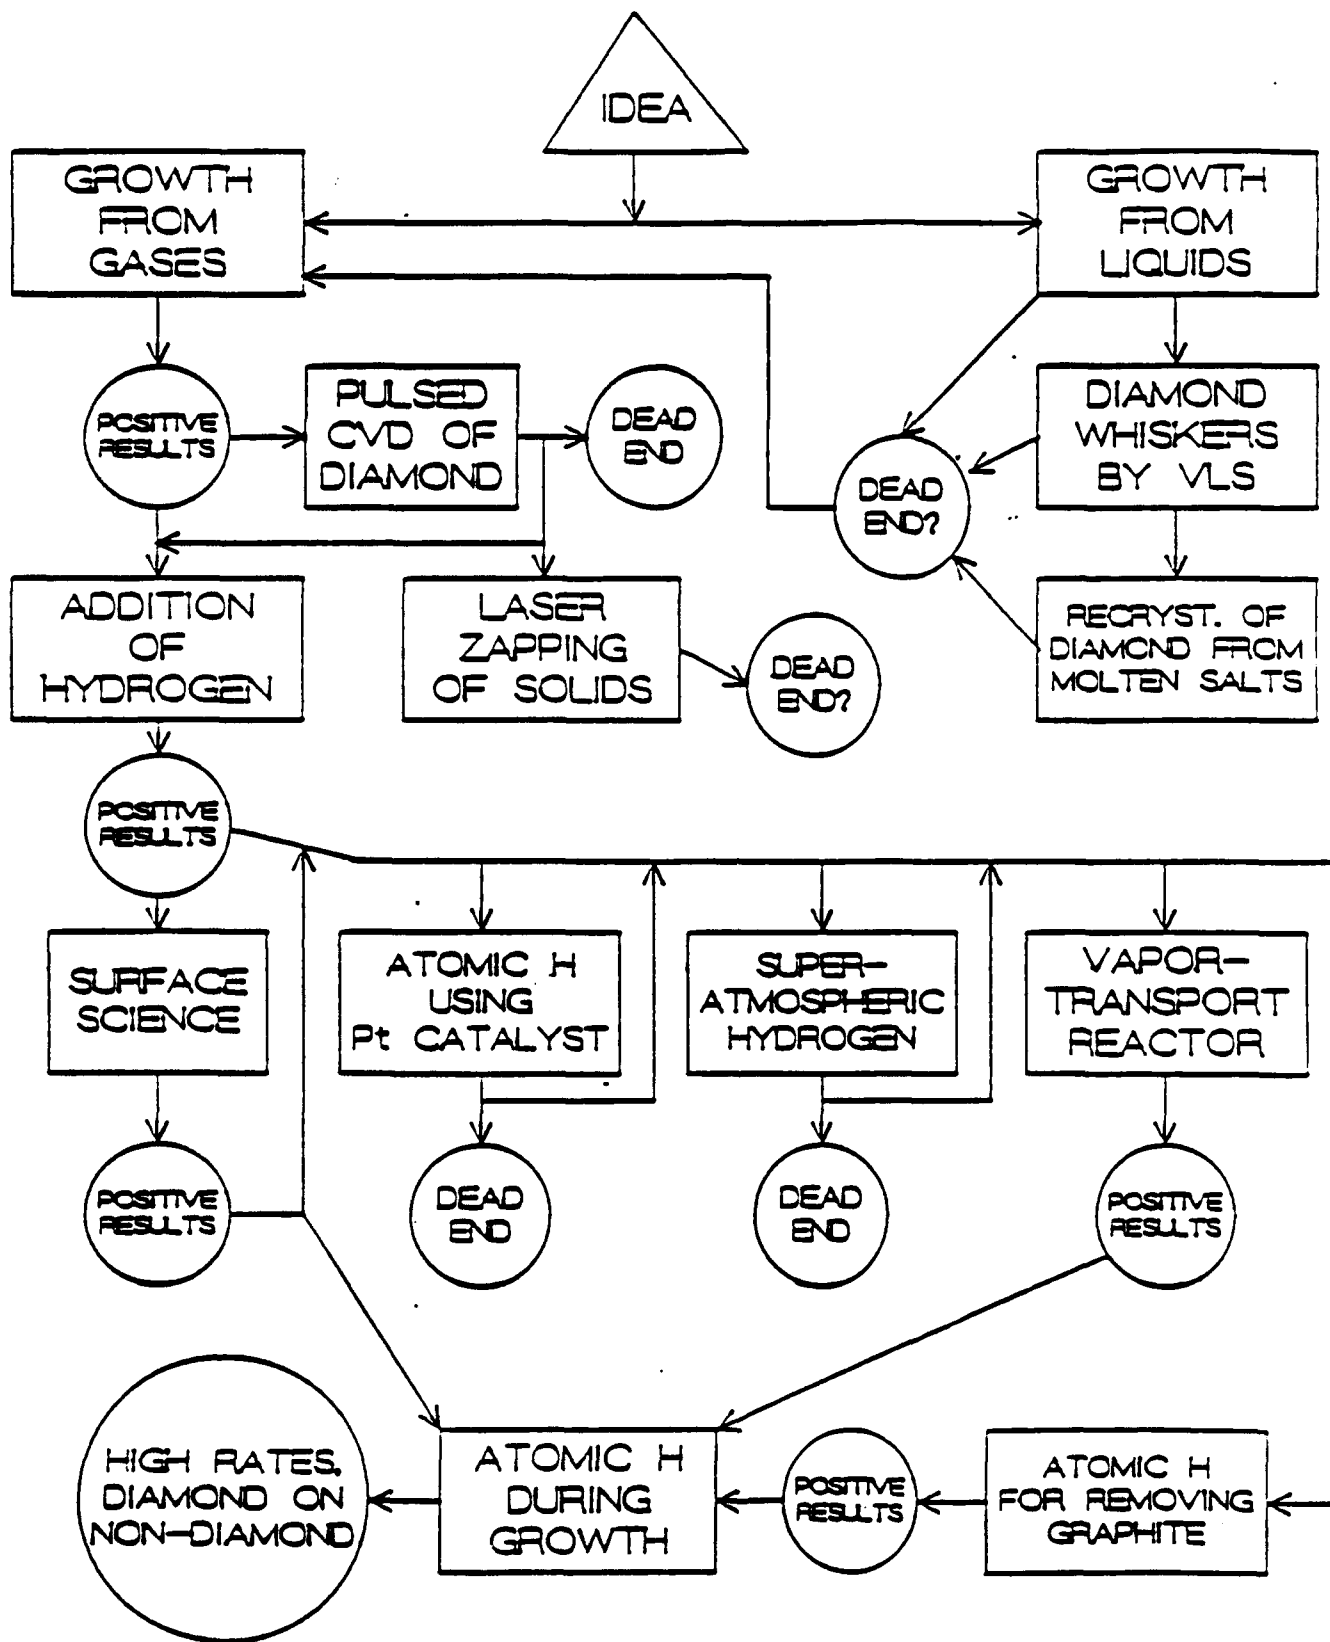 IDEA
GROWTH
FROM
GASES
GROWTH
FROM
LIQUIDS
POSITIVE
RESULTS
PULSED
CVD OF
DIAMOND
DEAD
END
DEAD
END?
DIAMOND
WHISKERS
BY VLS
ADDITION
OF
HYDROGEN
LASER
ZAPPING
OF SOLIDS
DEAD
END?
RECRYST. OF
DIAMOND FROM
MOLTEN SALTS
POSITIVE
RESULTS
SURFACE
SCIENCE
ATOMIC H
USING
Pt CATALYST
SUPER-
ATMOSPHERIC
HYDROGEN
VAPOR-
TRANSPORT
REACTOR
POSITIVE
RESULTS
DEAD
END
DEAD
END
POSITIVE
RESULTS
HIGH RATES,
DIAMOND ON
NON-DIAMOND
ATOMIC H
DURING
GROWTH
POSITIVE
RESULTS
ATOMIC H
FOR REMOVING
GRAPHITE